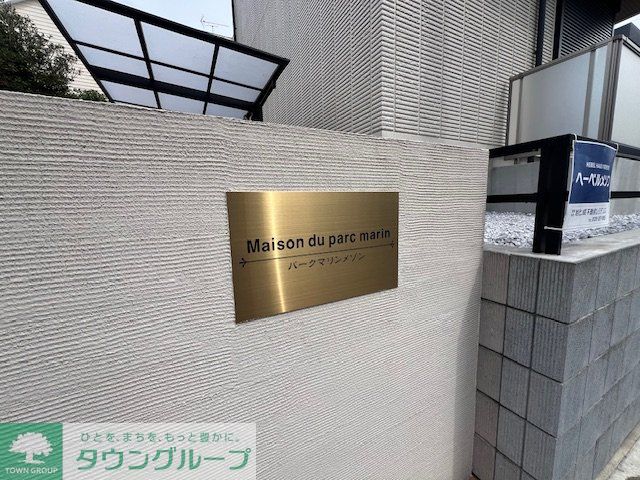 Maison du parc marin
パークマリンメゾン
ヘーベルメゾン
ひとを、まちを、もっと豊かに。
タウングループ
TOWN GROUP